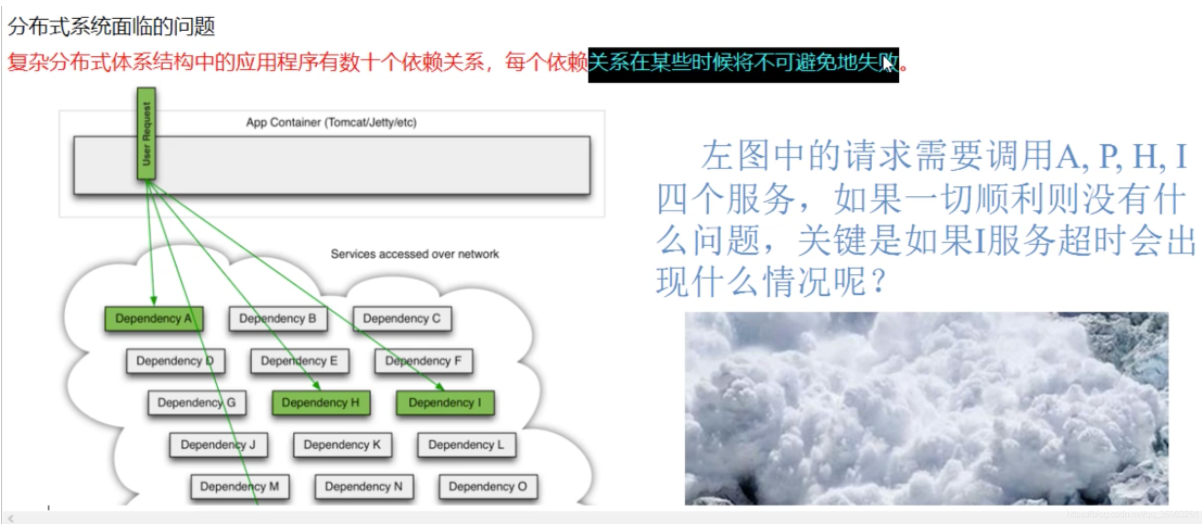 分布式系统面临的问题
复杂分布式体系结构中的应用程序有数十个依赖关系，每个依赖关系在某些时候将不可避免地失败。
User Request
App Container (Tomcat/Jetty/etc)
左图中的请求需要调用A, P, H, I
四个服务，如果一切顺利则没有什
么问题，关键是如果I服务超时会出
现什么情况呢？
Services accessed over network
Dependency A Dependency B Dependency C
Dependency D Dependency E Dependency F
Dependency G Dependency H Dependency I
Dependency J Dependency K Dependency L
Dependency M Dependency N Dependency O